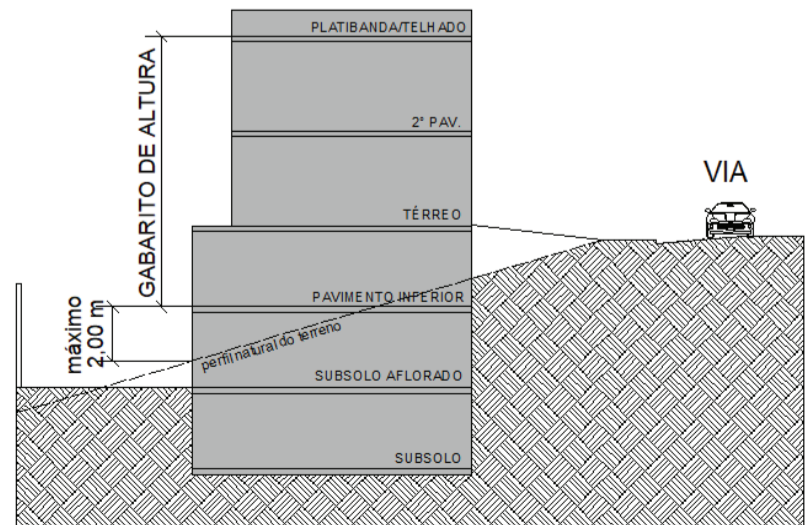 PLATIBANDA/TELHADO
GABARITO DE ALTURA
2° PAV.
VIA
TÉRREO
PAVIMENTO INFERIOR
máximo
2,00 m
perfil natural do terreno
SUBSOLO AFLORADO
SUBSOLO